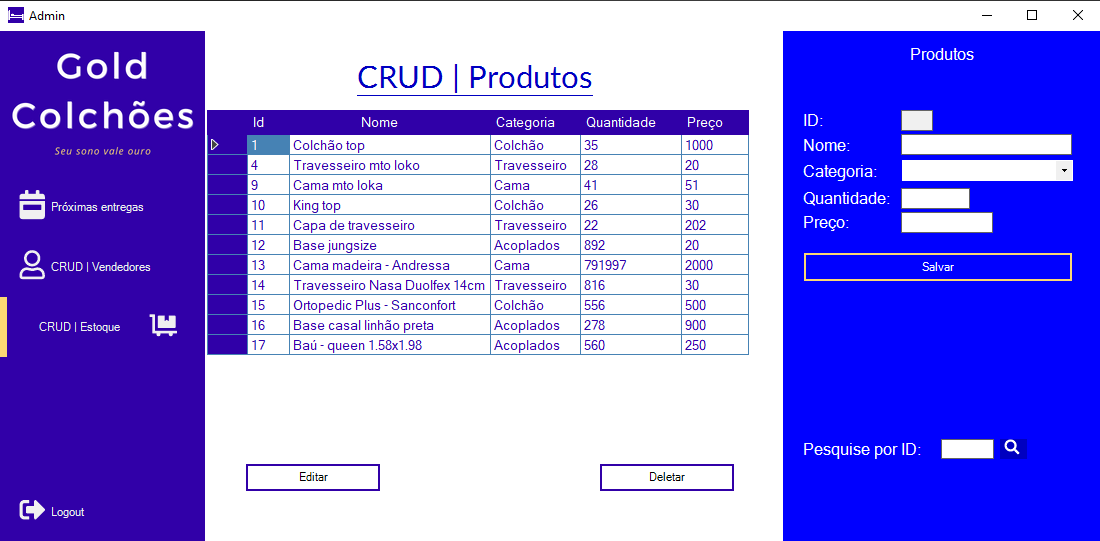 Admin
Gold
Colchões
Seu sono vale ouro
Próximas entregas
CRUD | Vendedores
CRUD | Estoque
Logout
CRUD | Produtos
Id Nome Categoria Quantidade Preço
1 Colchão top Colchão 35 1000
4 Travesseiro mto loko Travesseiro 28 20
9 Cama mto loka Cama 41 51
10 King top Colchão 26 30
11 Capa de travesseiro Travesseiro 22 202
12 Base jungsize Acoplados 892 20
13 Cama madeira - Andressa Cama 791997 2000
14 Travesseiro Nasa Duolfex 14cm Travesseiro 816 30
15 Ortopedic Plus - Sanconfort Colchão 556 500
16 Base casal linhão preta Acoplados 278 900
17 Baú - queen 1.58x1.98 Acoplados 560 250
Editar
Deletar
Produtos
ID:
Nome:
Categoria:
Quantidade:
Preço:
Salvar
Pesquise por ID: